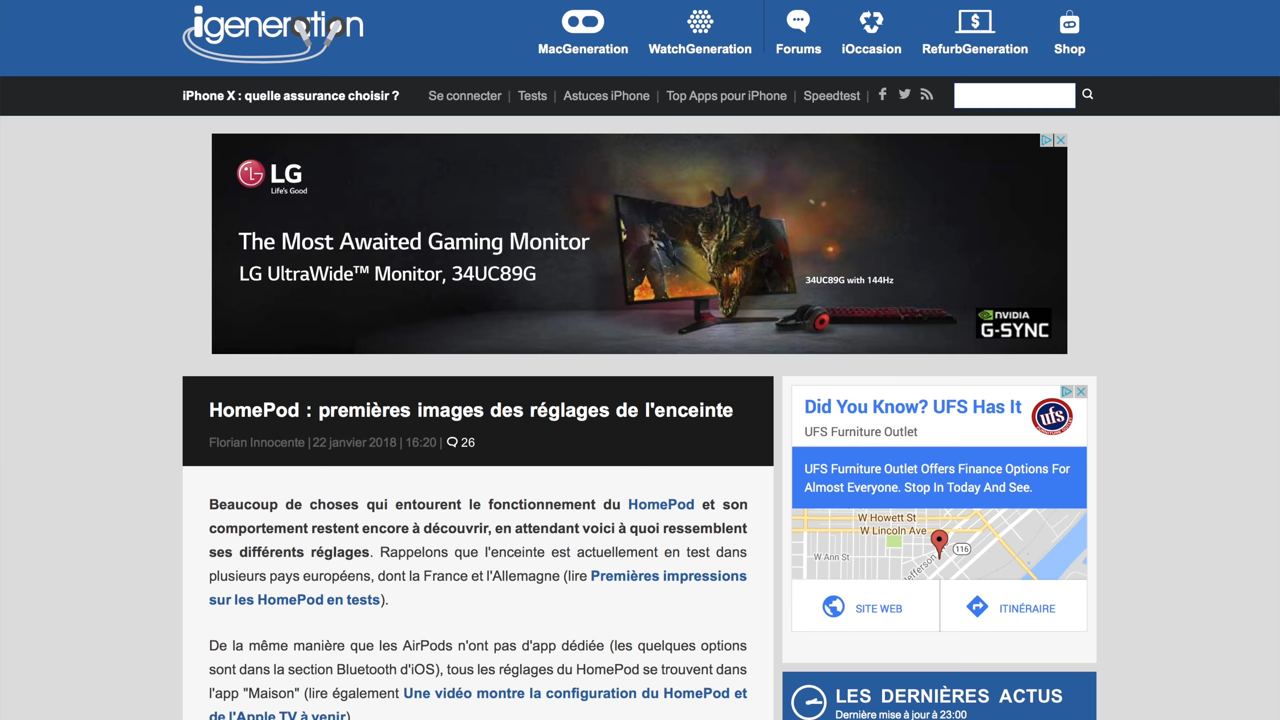 igeneration
MacGeneration
WatchGeneration
Forums
iOccasion
RefurbGeneration
Shop
iPhone X : quelle assurance choisir ?
Se connecter | Tests | Astuces iPhone | Top Apps pour iPhone | Speedtest |
LG
Life's Good
The Most Awaited Gaming Monitor
LG UltraWide™ Monitor, 34UC89G
34UC89G with 144Hz
NVIDIA
G-SYNC
HomePod : premières images des réglages de l'enceinte
Florian Innocente | 22 janvier 2018 | 16:20 | 26
Beaucoup de choses qui entourent le fonctionnement du HomePod et son
comportement restent encore à découvrir, en attendant voici à quoi ressemblent
ses différents réglages. Rappelons que l'enceinte est actuellement en test dans
plusieurs pays européens, dont la France et l'Allemagne (lire Premières impressions
sur les HomePod en tests).
De la même manière que les AirPods n'ont pas d'app dédiée (les quelques options
sont dans la section Bluetooth d'iOS), tous les réglages du HomePod se trouvent dans
l'app "Maison" (lire également Une vidéo montre la configuration du HomePod et
de l'Apple TV à venir)
Did You Know? UFS Has It
UFS Furniture Outlet
ufs
UFS Furniture Outlet Offers Finance Options For
Almost Everyone. Stop In Today And See.
W Howett St
W Lincoln Ave
W Ann St
Jefferson
116
SITE WEB
ITINÉRAIRE
LES DERNIÈRES ACTUS
Dernière mise à jour à 23:00